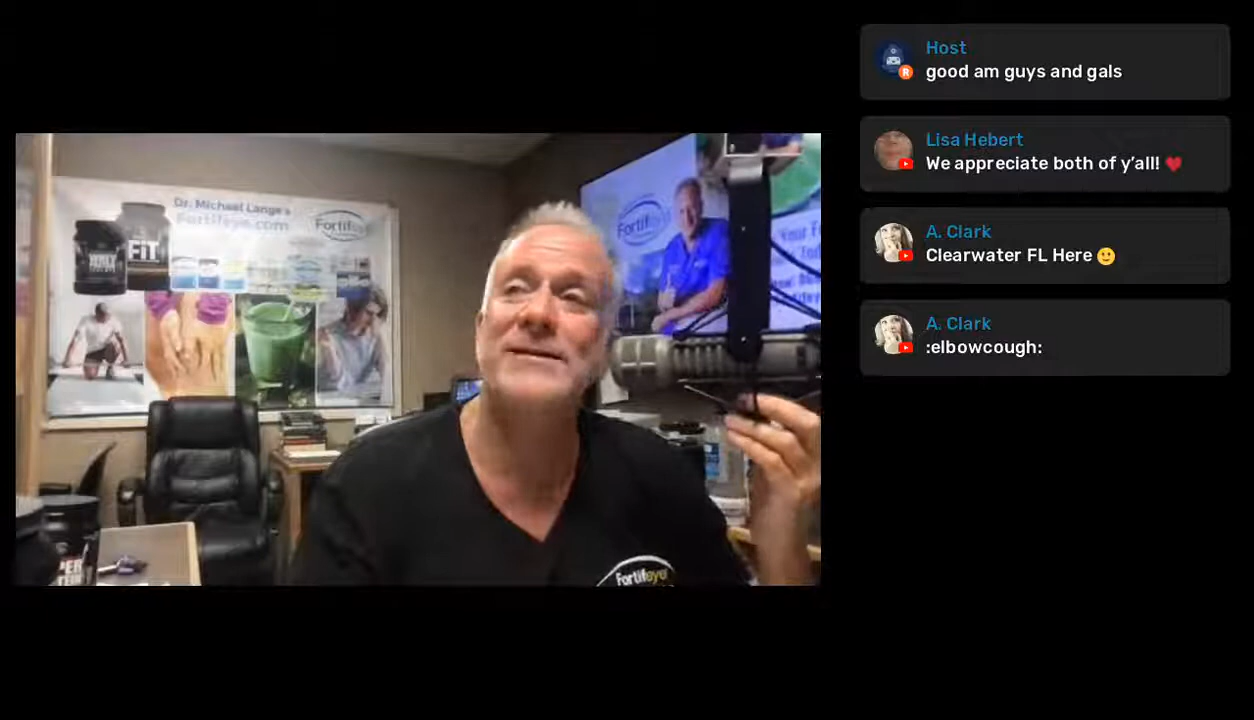 Dr. Michael Lange's
Fortifeye.com
Fortifeye
FiT
Fortifeye
Fortifeye
Host
good am guys and gals
Lisa Hebert
We appreciate both of y’all! ♥
A. Clark
Clearwater FL Here 🙂
A. Clark
:elbowcough: